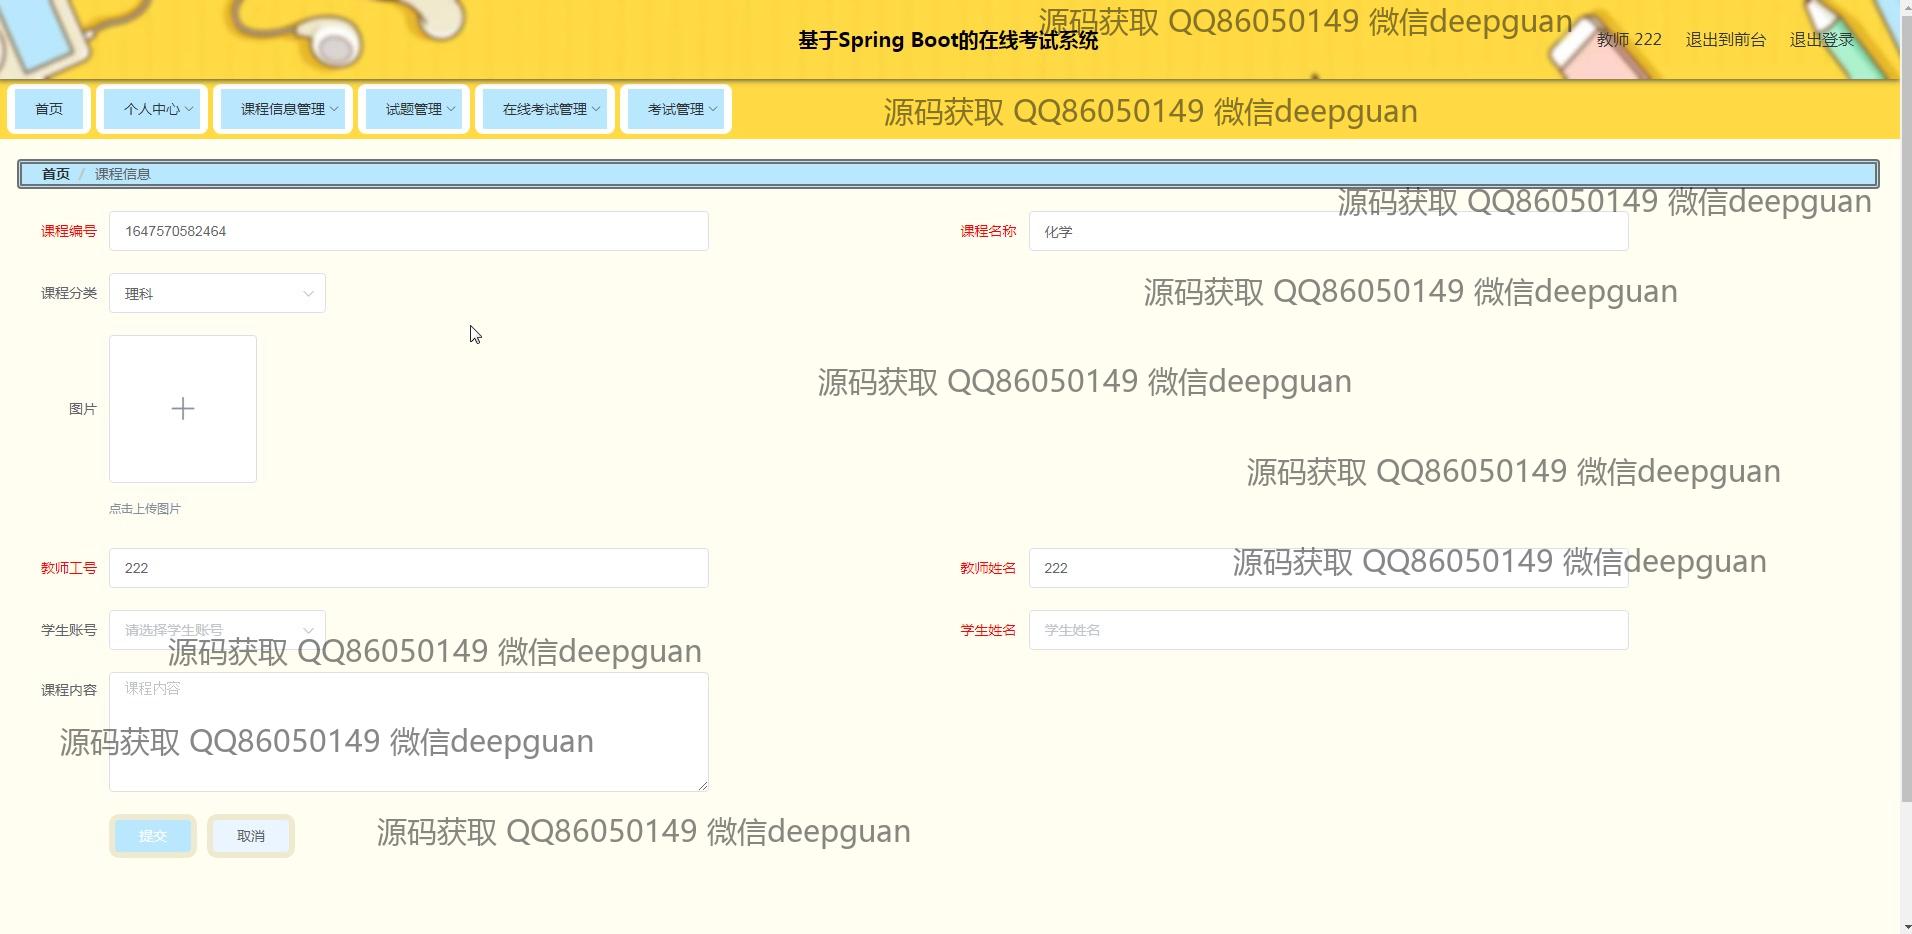 源码获取 QQ86050149 微信deepguan
基于Spring Boot的在线考试系统
教师 222
退出到前台
退出登录
首页
个人中心
课程信息管理
试题管理
在线考试管理
考试管理
源码获取 QQ86050149 微信deepguan
首页 / 课程信息
源码获取 QQ86050149 微信deepguan
课程编号 1647570582464
课程名称 化学
课程分类 理科
源码获取 QQ86050149 微信deepguan
源码获取 QQ86050149 微信deepguan
图片
源码获取 QQ86050149 微信deepguan
点击上传图片
教师工号 222
教师姓名 222
源码获取 QQ86050149 微信deepguan
学生账号 请选择学生账号
学生姓名 学生姓名
源码获取 QQ86050149 微信deepguan
课程内容 课程内容
源码获取 QQ86050149 微信deepguan
提交
取消
源码获取 QQ86050149 微信deepguan